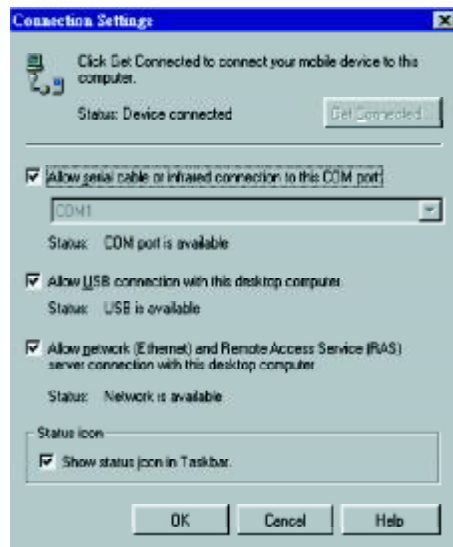 Connection Settings
Click Get Connected to connect your mobile device to this
computer.
Status: Device connected
Get Connected...
Allow serial cable or infrared connection to this COM port:
COM1
Status: COM port is available
Allow USB connection with this desktop computer.
Status: USB is available
Allow network (Ethernet) and Remote Access Service (RAS)
server connection with this desktop computer
Status: Network is available
Status icon
Show status icon in Taskbar.
OK
Cancel
Help